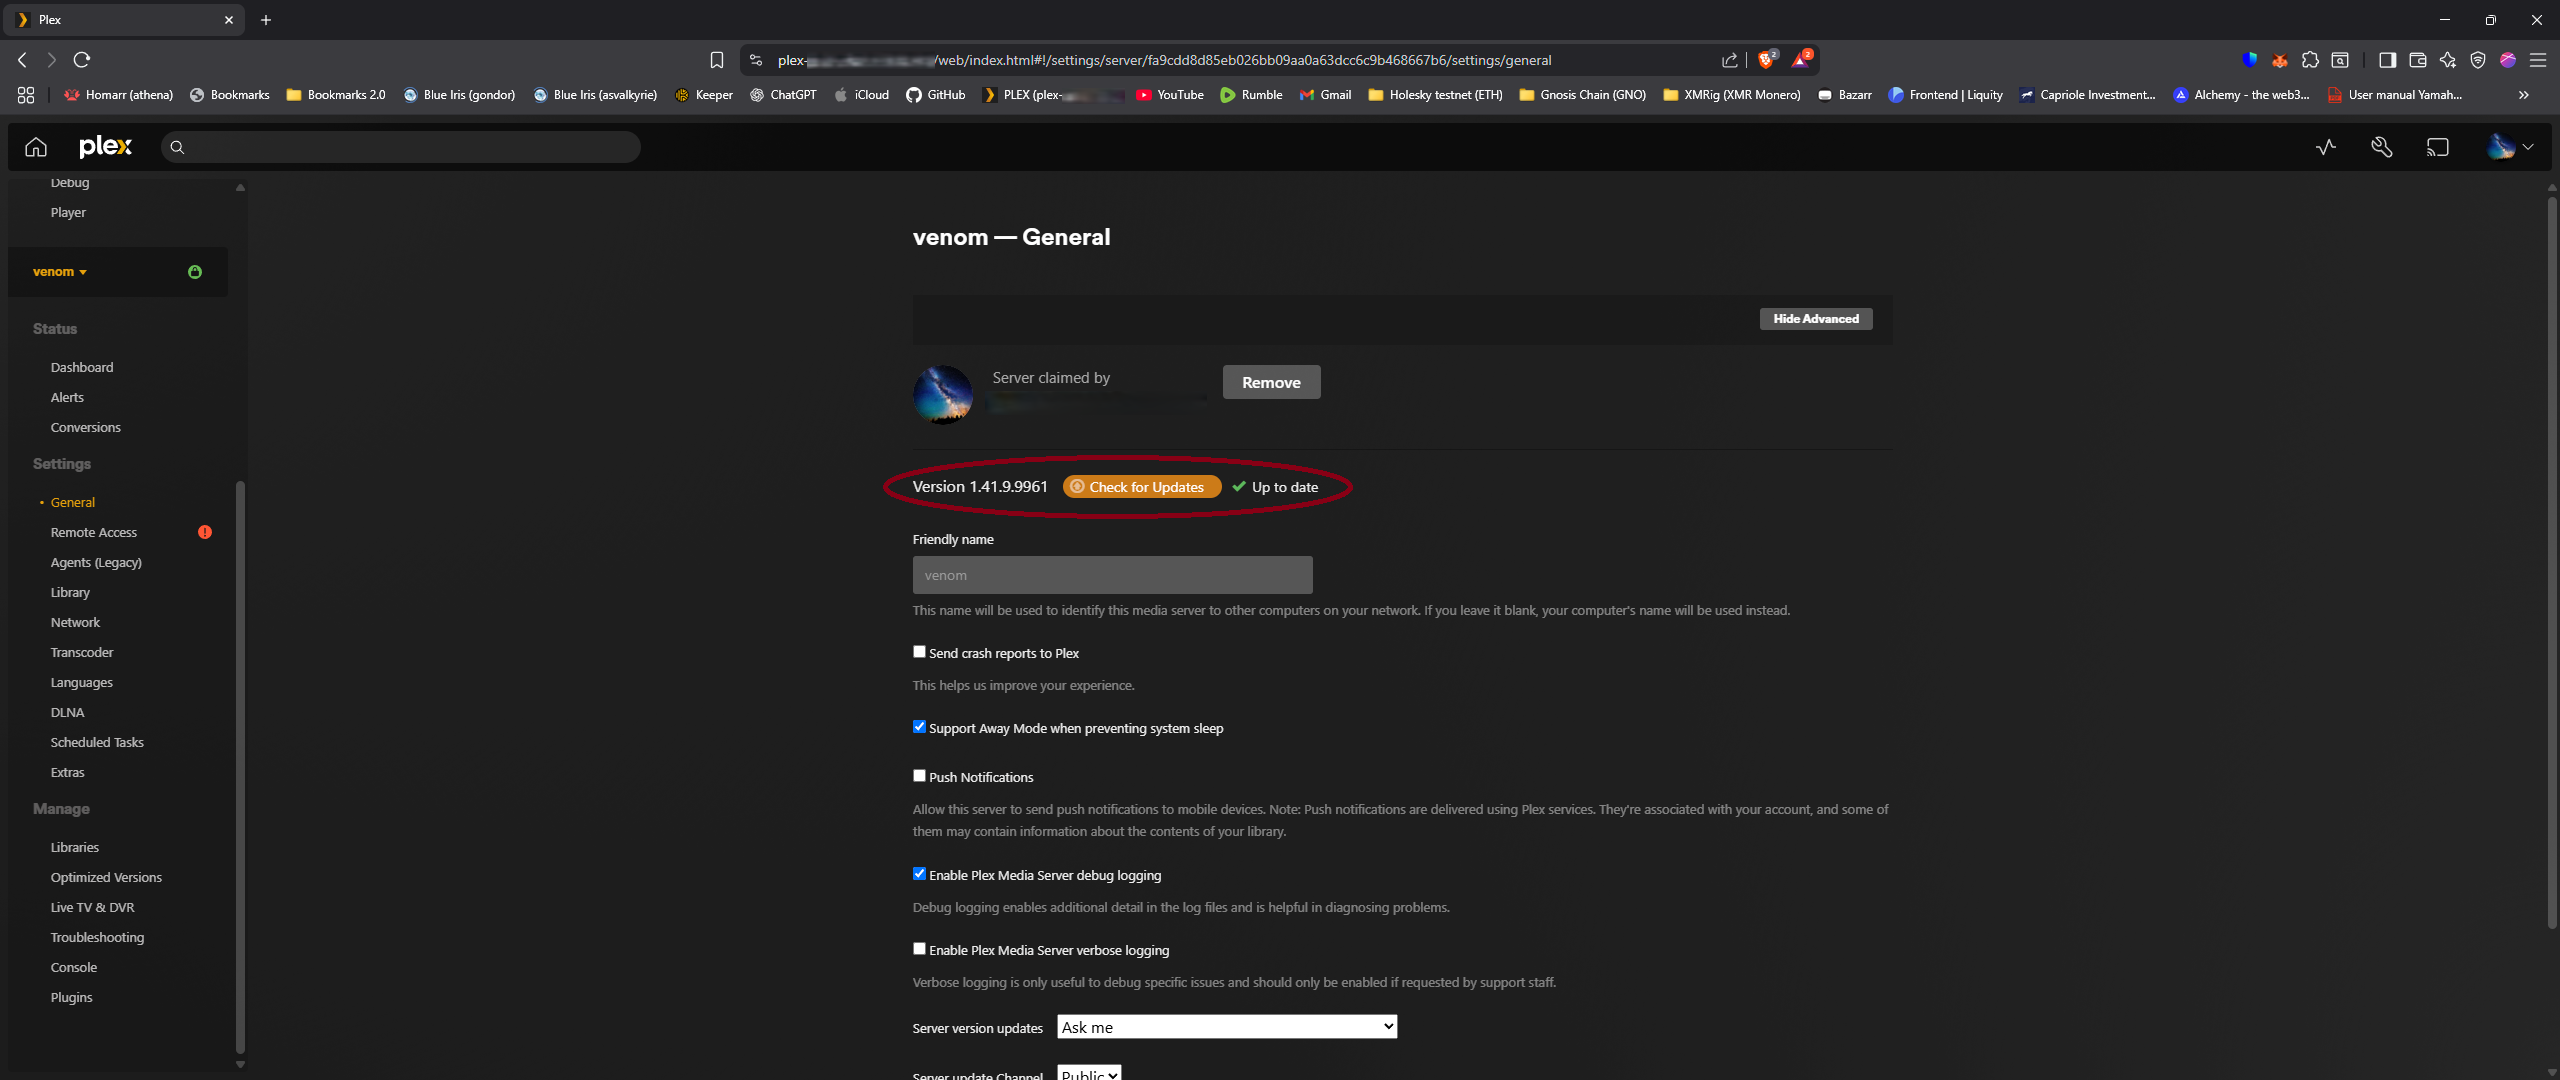 Plex
plex-
/web/index.html#!/settings/server/fa9cdd8d85eb026bb09aa0a63dcc6c9b468667b6/settings/general
2
2
Homarr (athena)
Bookmarks
Bookmarks 2.0
Blue Iris (gondor)
Blue Iris (asvalkyrie)
Keeper
ChatGPT
iCloud
GitHub
PLEX (plex-
YouTube
Rumble
Gmail
Holesky testnet (ETH)
Gnosis Chain (GNO)
XMRig (XMR Monero)
Bazarr
Frontend | Liquity
Capriole Investment...
Alchemy - the web3...
User manual Yamah...
plex
Debug
Player
venom
Status
Dashboard
Alerts
Conversions
Settings
General
Remote Access
Agents (Legacy)
Library
Network
Transcoder
Languages
DLNA
Scheduled Tasks
Extras
Manage
Libraries
Optimized Versions
Live TV & DVR
Troubleshooting
Console
Plugins
venom — General
Hide Advanced
Server claimed by
Remove
Version 1.41.9.9961 Check for Updates Up to date
Friendly name
venom
This name will be used to identify this media server to other computers on your network. If you leave it blank, your computer's name will be used instead.
Send crash reports to Plex
This helps us improve your experience.
Support Away Mode when preventing system sleep
Push Notifications
Allow this server to send push notifications to mobile devices. Note: Push notifications are delivered using Plex services. They're associated with your account, and some of
them may contain information about the contents of your library.
Enable Plex Media Server debug logging
Debug logging enables additional detail in the log files and is helpful in diagnosing problems.
Enable Plex Media Server verbose logging
Verbose logging is only useful to debug specific issues and should only be enabled if requested by support staff.
Server version updates Ask me
Server update Channel Public